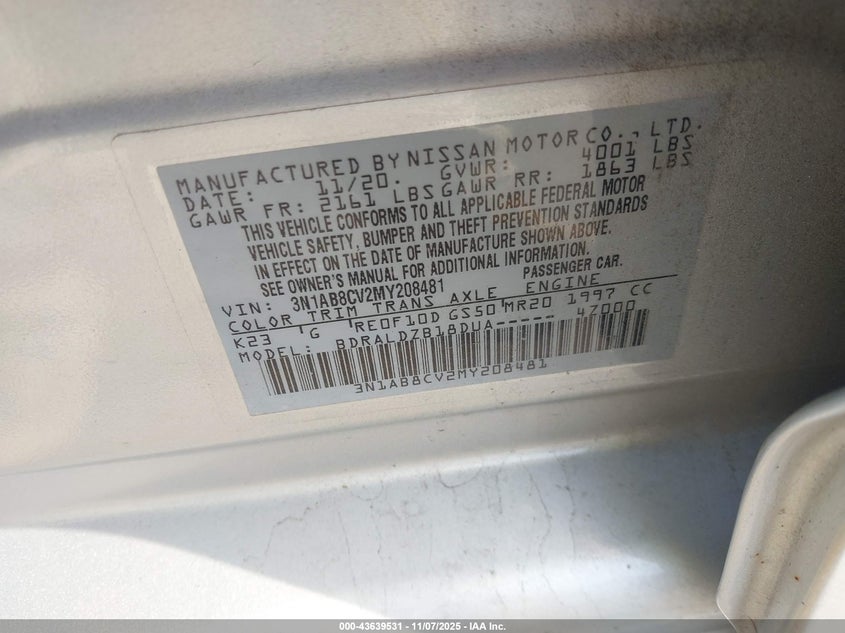 MANUFACTURED BY NISSAN MOTOR CO., LTD.
DATE: 11/20. GVWR: 4001 LBS
GAWR FR: 2161 LBS GAWR RR: 1863 LBS
THIS VEHICLE CONFORMS TO ALL APPLICABLE FEDERAL MOTOR
VEHICLE SAFETY, BUMPER AND THEFT PREVENTION STANDARDS
IN EFFECT ON THE DATE OF MANUFACTURE SHOWN ABOVE.
SEE OWNER'S MANUAL FOR ADDITIONAL INFORMATION.
VIN: 3N1AB8CV2MY208481 PASSENGER CAR.
COLOR TRIM TRANS AXLE ENGINE
K23 G RE0F10D GS50 MR20 1997 CC
MODEL: BDRALDZB18DUA----- 4Z000
3N1AB8CV2MY208481
000-43639531 - 11/07/2025 - IAA Inc.